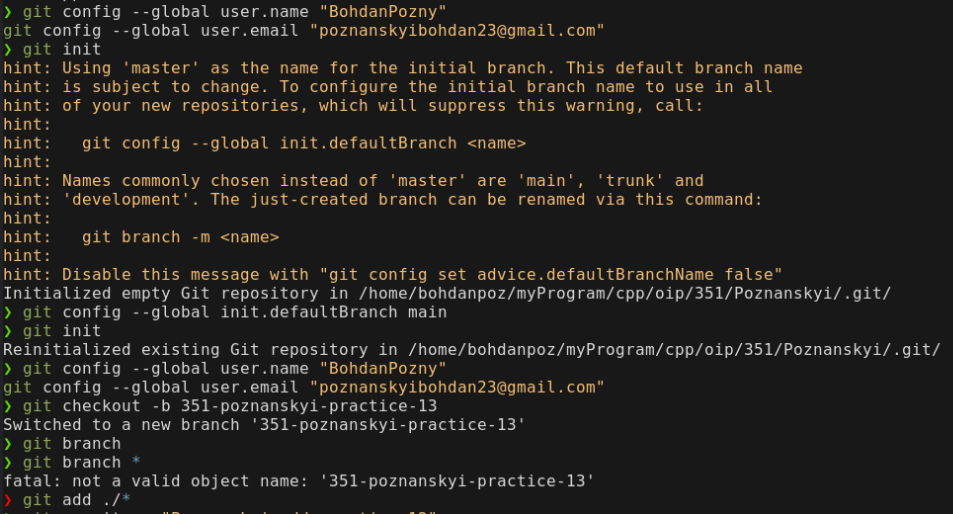 ❯ git config --global user.name "BohdanPozny"
git config --global user.email "poznanskyibohdan23@gmail.com"
❯ git init
hint: Using 'master' as the name for the initial branch. This default branch name
hint: is subject to change. To configure the initial branch name to use in all
hint: of your new repositories, which will suppress this warning, call:
hint:
hint:   git config --global init.defaultBranch <name>
hint:
hint: Names commonly chosen instead of 'master' are 'main', 'trunk' and
hint: 'development'. The just-created branch can be renamed via this command:
hint:
hint:   git branch -m <name>
hint:
hint: Disable this message with "git config set advice.defaultBranchName false"
Initialized empty Git repository in /home/bohdanpoz/myProgram/cpp/oip/351/Poznanskyi/.git/
❯ git config --global init.defaultBranch main
❯ git init
Reinitialized existing Git repository in /home/bohdanpoz/myProgram/cpp/oip/351/Poznanskyi/.git/
❯ git config --global user.name "BohdanPozny"
git config --global user.email "poznanskyibohdan23@gmail.com"
❯ git checkout -b 351-poznanskyi-practice-13
Switched to a new branch '351-poznanskyi-practice-13'
❯ git branch
❯ git branch *
fatal: not a valid object name: '351-poznanskyi-practice-13'
❯ git add ./*